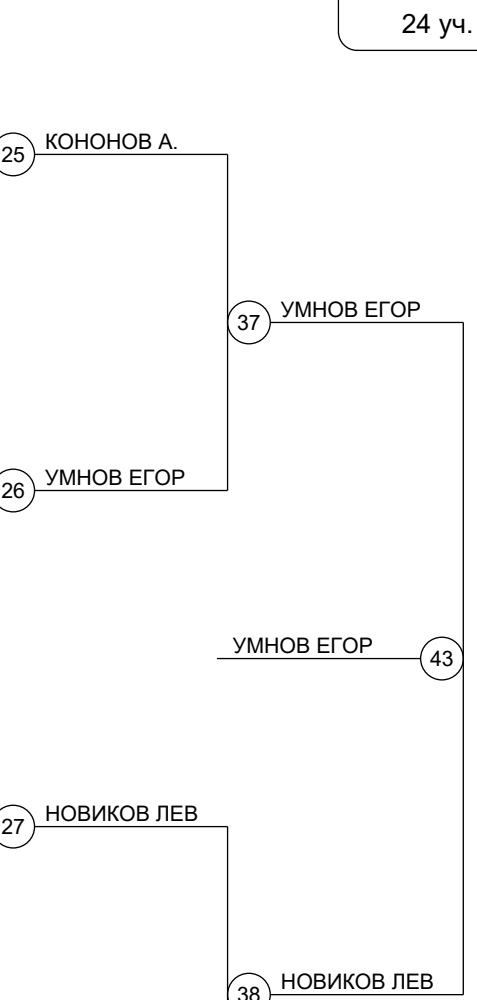 24 уч.
25 КОНОНОВ А.
37 УМНОВ ЕГОР
26 УМНОВ ЕГОР
УМНОВ ЕГОР 43
27 НОВИКОВ ЛЕВ
38 НОВИКОВ ЛЕВ